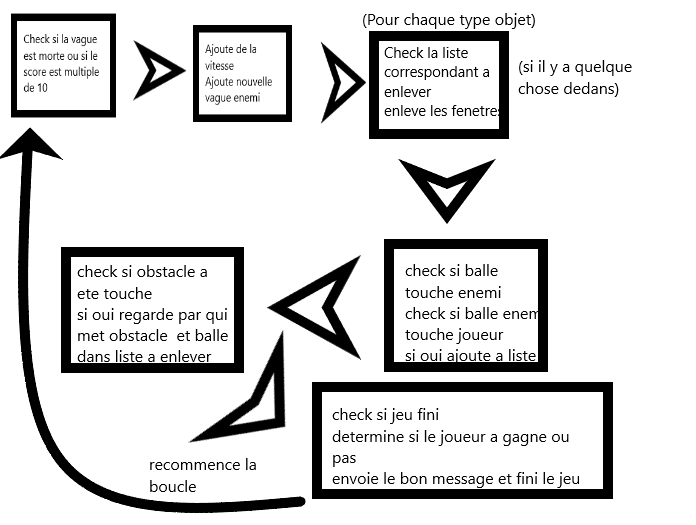 Check si la vague
est morte ou si le
score est multiple
de 10
Ajoute de la
vitesse
Ajoute nouvelle
vague enemi
(Pour chaque type objet)
Check la liste
correspondant a
enlever
enleve les fenetres
(si il y a quelque
chose dedans)
check si balle
touche enemi
check si balle enem
touche joueur
si oui ajoute a liste
check si obstacle a
ete touche
si oui regarde par qui
met obstacle et balle
dans liste a enlever
check si jeu fini
determine si le joueur a gagne ou
pas
envoie le bon message et fini le jeu
recommence la
boucle